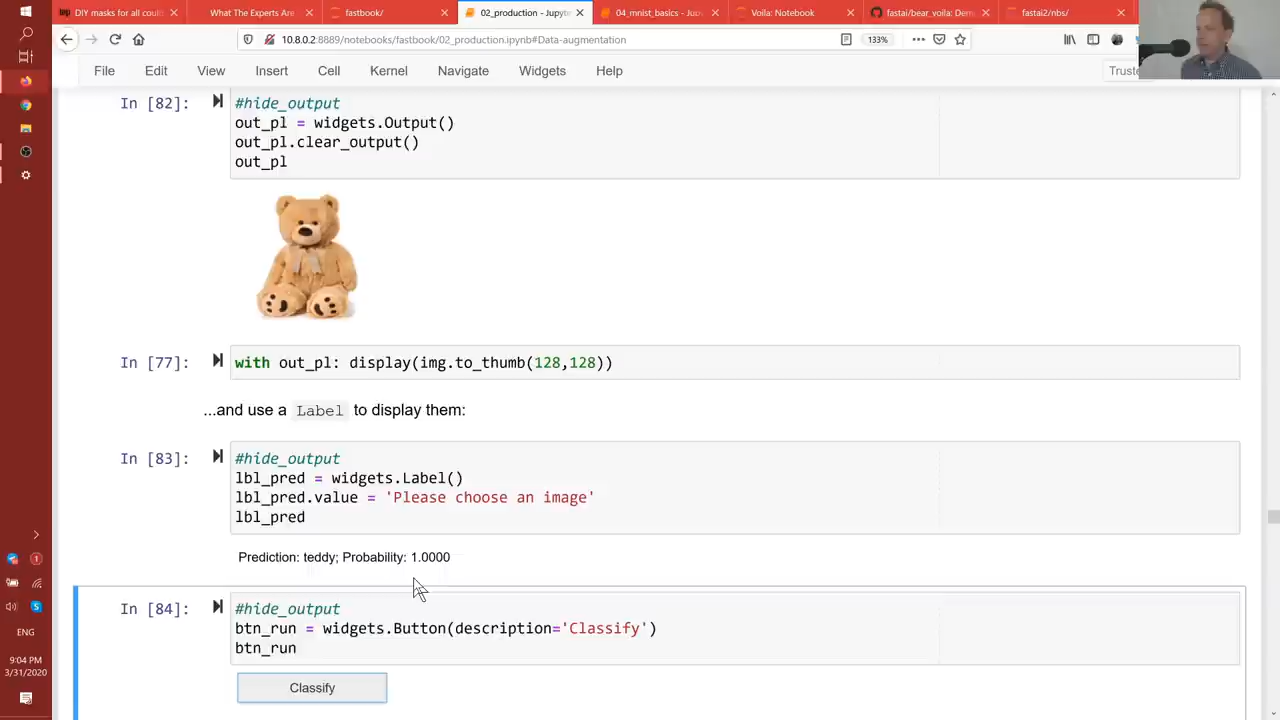 DIY masks for all coul
What The Experts Are
fastbook/
02_production - Jupyte
04_mnist_basics - Jup
Voila: Notebook
fastai/bear_voila: Dem
fastai2/nbs/
10.8.0.2:8889/notebooks/fastbook/02_production.ipynb#Data-augmentation
133%
File Edit View Insert Cell Kernel Navigate Widgets Help
Truste
In [82]:
#hide_output
out_pl = widgets.Output()
out_pl.clear_output()
out_pl
In [77]:
with out_pl: display(img.to_thumb(128,128))
...and use a Label to display them:
In [83]:
#hide_output
lbl_pred = widgets.Label()
lbl_pred.value = 'Please choose an image'
lbl_pred
Prediction: teddy; Probability: 1.0000
In [84]:
#hide_output
btn_run = widgets.Button(description='Classify')
btn_run
Classify
ENG
9:04 PM
3/31/2020